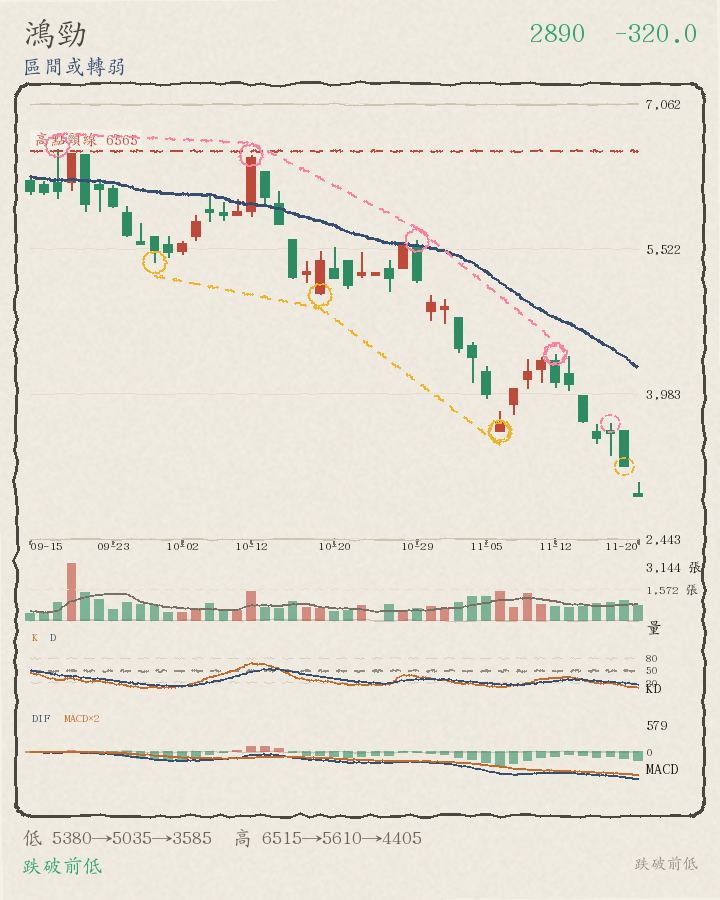 鴻勁
2890 -320.0
區間或轉弱
7,062
高點頸線 6565
5,522
3,983
2,443
09-15 09-23 10-02 10-12 10-20 10-29 11-05 11-12 11-20
3,144 張
1,572 張
量
K D
80
50
20
KD
DIF MACD×2
579
0
MACD
低 5380→5035→3585 高 6515→5610→4405
跌破前低
跌破前低